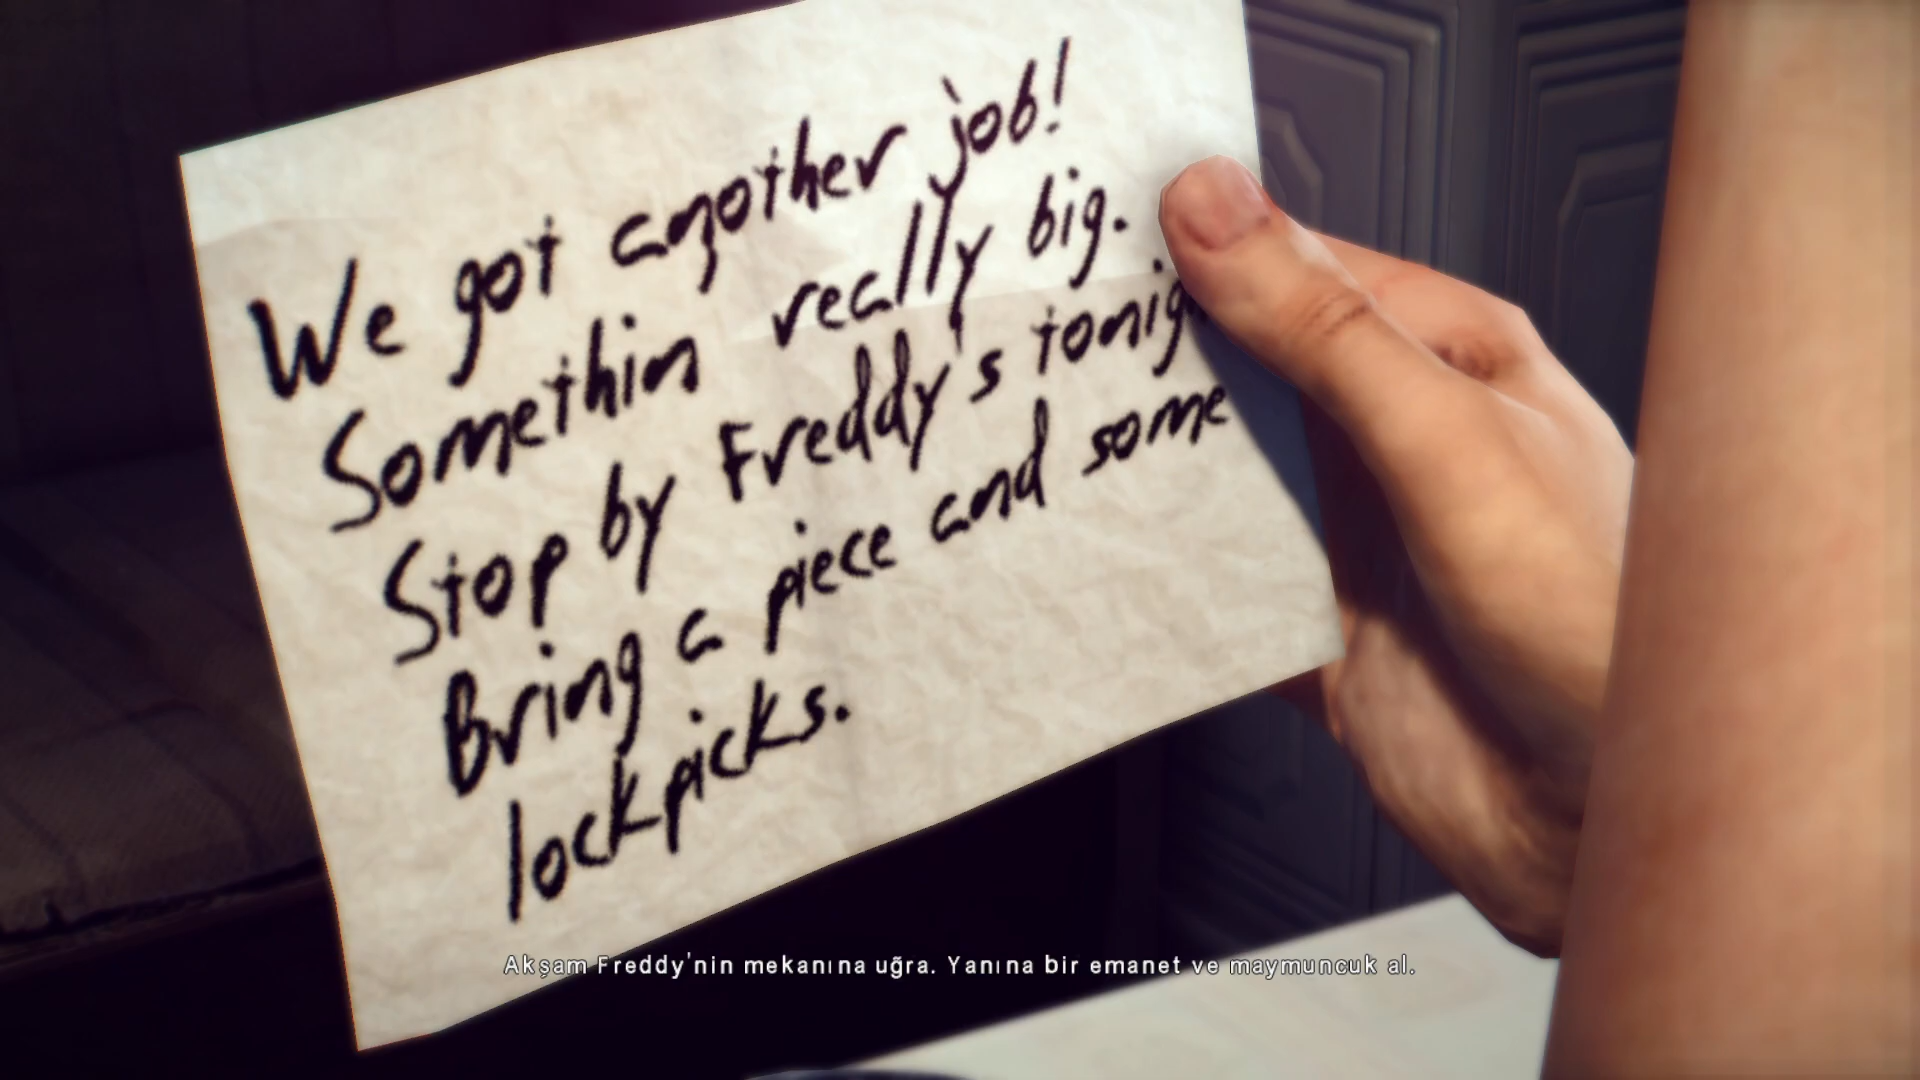 We got another job!
Somethin really big.
Stop by Freddy's
Bring a piece and some
lockpicks.
Akşam Freddy'nin mekanına uğra. Yanına bir emanet ve maymuncuk al.